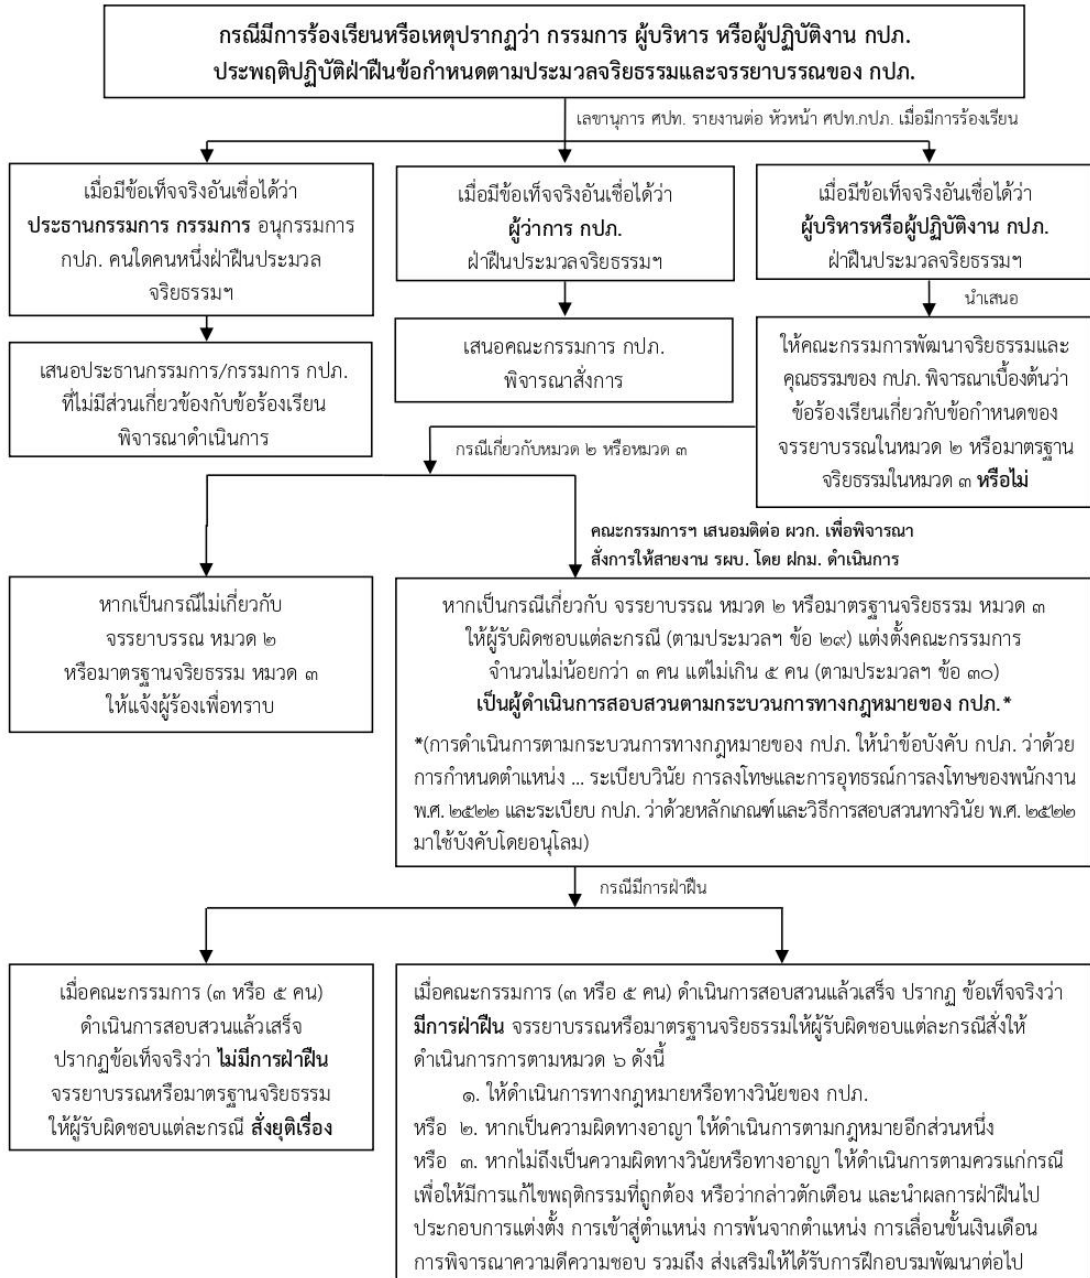 กรณีมีการร้องเรียนหรือเหตุปรากฏว่า กรรมการ ผู้บริหาร หรือผู้ปฏิบัติงาน กปภ.
ประพฤติปฏิบัติฝ่าฝืนข้อกำหนดตามประมวลจริยธรรมและจรรยาบรรณของ กปภ.
เลขานุการ ศปท. รายงานต่อ หัวหน้า ศปท.กปภ. เมื่อมีการร้องเรียน
เมื่อมีข้อเท็จจริงอันเชื่อได้ว่า
ประธานกรรมการ กรรมการ อนุกรรมการ
กปภ. คนใดคนหนึ่งฝ่าฝืนประมวล
จริยธรรมฯ
เมื่อมีข้อเท็จจริงอันเชื่อได้ว่า
ผู้ว่าการ กปภ.
ฝ่าฝืนประมวลจริยธรรมฯ
เมื่อมีข้อเท็จจริงอันเชื่อได้ว่า
ผู้บริหารหรือผู้ปฏิบัติงาน กปภ.
ฝ่าฝืนประมวลจริยธรรมฯ
นำเสนอ
เสนอประธานกรรมการ/กรรมการ กปภ.
ที่ไม่มีส่วนเกี่ยวข้องกับข้อร้องเรียน
พิจารณาดำเนินการ
เสนอคณะกรรมการ กปภ.
พิจารณาสั่งการ
ให้คณะกรรมการพัฒนาจริยธรรมและ
คุณธรรมของ กปภ. พิจารณาเบื้องต้นว่า
ข้อร้องเรียนเกี่ยวกับข้อกำหนดของ
จรรยาบรรณในหมวด ๒ หรือมาตรฐาน
จริยธรรมในหมวด ๓ หรือไม่
กรณีเกี่ยวกับหมวด ๒ หรือหมวด ๓
คณะกรรมการฯ เสนอมติต่อ ผวก. เพื่อพิจารณา
สั่งการให้สายงาน รผบ. โดย ฝกม. ดำเนินการ
หากเป็นกรณีไม่เกี่ยวกับ
จรรยาบรรณ หมวด ๒
หรือมาตรฐานจริยธรรม หมวด ๓
ให้แจ้งผู้ร้องเพื่อทราบ
หากเป็นกรณีเกี่ยวกับ จรรยาบรรณ หมวด ๒ หรือมาตรฐานจริยธรรม หมวด ๓
ให้ผู้รับผิดชอบแต่ละกรณี (ตามประมวลฯ ข้อ ๒๙) แต่งตั้งคณะกรรมการ
จำนวนไม่น้อยกว่า ๓ คน แต่ไม่เกิน ๕ คน (ตามประมวลฯ ข้อ ๓๐)
เป็นผู้ดำเนินการสอบสวนตามกระบวนการทางกฎหมายของ กปภ.*
*(การดำเนินการตามกระบวนการทางกฎหมายของ กปภ. ให้นำข้อบังคับ กปภ. ว่าด้วย
การกำหนดตำแหน่ง ... ระเบียบวินัย การลงโทษและการอุทธรณ์การลงโทษของพนักงาน
พ.ศ. ๒๕๒๒ และระเบียบ กปภ. ว่าด้วยหลักเกณฑ์และวิธีการสอบสวนทางวินัย พ.ศ. ๒๕๒๒
มาใช้บังคับโดยอนุโลม)
กรณีมีการฝ่าฝืน
เมื่อคณะกรรมการ (๓ หรือ ๕ คน)
ดำเนินการสอบสวนแล้วเสร็จ
ปรากฏข้อเท็จจริงว่า ไม่มีการฝ่าฝืน
จรรยาบรรณหรือมาตรฐานจริยธรรม
ให้ผู้รับผิดชอบแต่ละกรณี สั่งยุติเรื่อง
เมื่อคณะกรรมการ (๓ หรือ ๕ คน) ดำเนินการสอบสวนแล้วเสร็จ ปรากฏ ข้อเท็จจริงว่า
มีการฝ่าฝืน จรรยาบรรณหรือมาตรฐานจริยธรรมให้ผู้รับผิดชอบแต่ละกรณีสั่งให้
ดำเนินการการตามหมวด ๖ ดังนี้
๑. ให้ดำเนินการทางกฎหมายหรือทางวินัยของ กปภ.
หรือ ๒. หากเป็นความผิดทางอาญา ให้ดำเนินการตามกฎหมายอีกส่วนหนึ่ง
หรือ ๓. หากไม่ถึงเป็นความผิดทางวินัยหรือทางอาญา ให้ดำเนินการตามควรแก่กรณี
เพื่อให้มีการแก้ไขพฤติกรรมที่ถูกต้อง หรือว่ากล่าวตักเตือน และนำผลการฝ่าฝืนไป
ประกอบการแต่งตั้ง การเข้าสู่ตำแหน่ง การพ้นจากตำแหน่ง การเลื่อนขั้นเงินเดือน
การพิจารณาความดีความชอบ รวมถึง ส่งเสริมให้ได้รับการฝึกอบรมพัฒนาต่อไป